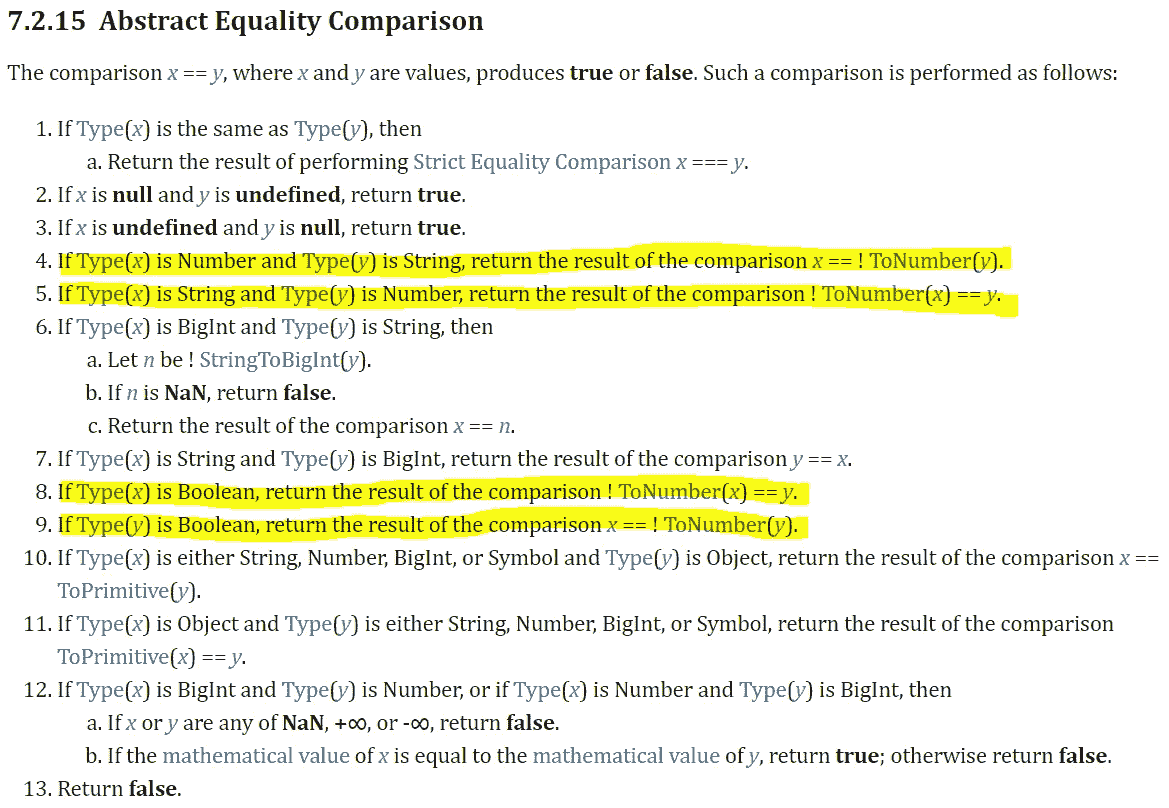 7.2.15 Abstract Equality Comparison
The comparison x == y, where x and y are values, produces true or false. Such a comparison is performed as follows:
1. If Type(x) is the same as Type(y), then
a. Return the result of performing Strict Equality Comparison x === y.
2. If x is null and y is undefined, return true.
3. If x is undefined and y is null, return true.
4. If Type(x) is Number and Type(y) is String, return the result of the comparison x == ! ToNumber(y).
5. If Type(x) is String and Type(y) is Number, return the result of the comparison ! ToNumber(x) == y.
6. If Type(x) is BigInt and Type(y) is String, then
a. Let n be ! StringToBigInt(y).
b. If n is NaN, return false.
c. Return the result of the comparison x == n.
7. If Type(x) is String and Type(y) is BigInt, return the result of the comparison y == x.
8. If Type(x) is Boolean, return the result of the comparison ! ToNumber(x) == y.
9. If Type(y) is Boolean, return the result of the comparison x == ! ToNumber(y).
10. If Type(x) is either String, Number, BigInt, or Symbol and Type(y) is Object, return the result of the comparison x ==
ToPrimitive(y).
11. If Type(x) is Object and Type(y) is either String, Number, BigInt, or Symbol, return the result of the comparison
ToPrimitive(x) == y.
12. If Type(x) is BigInt and Type(y) is Number, or if Type(x) is Number and Type(y) is BigInt, then
a. If x or y are any of NaN, +∞, or -∞, return false.
b. If the mathematical value of x is equal to the mathematical value of y, return true; otherwise return false.
13. Return false.